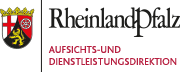 RheinlandPfalz
AUFSICHTS-UND
DIENSTLEISTUNGSDIREKTION